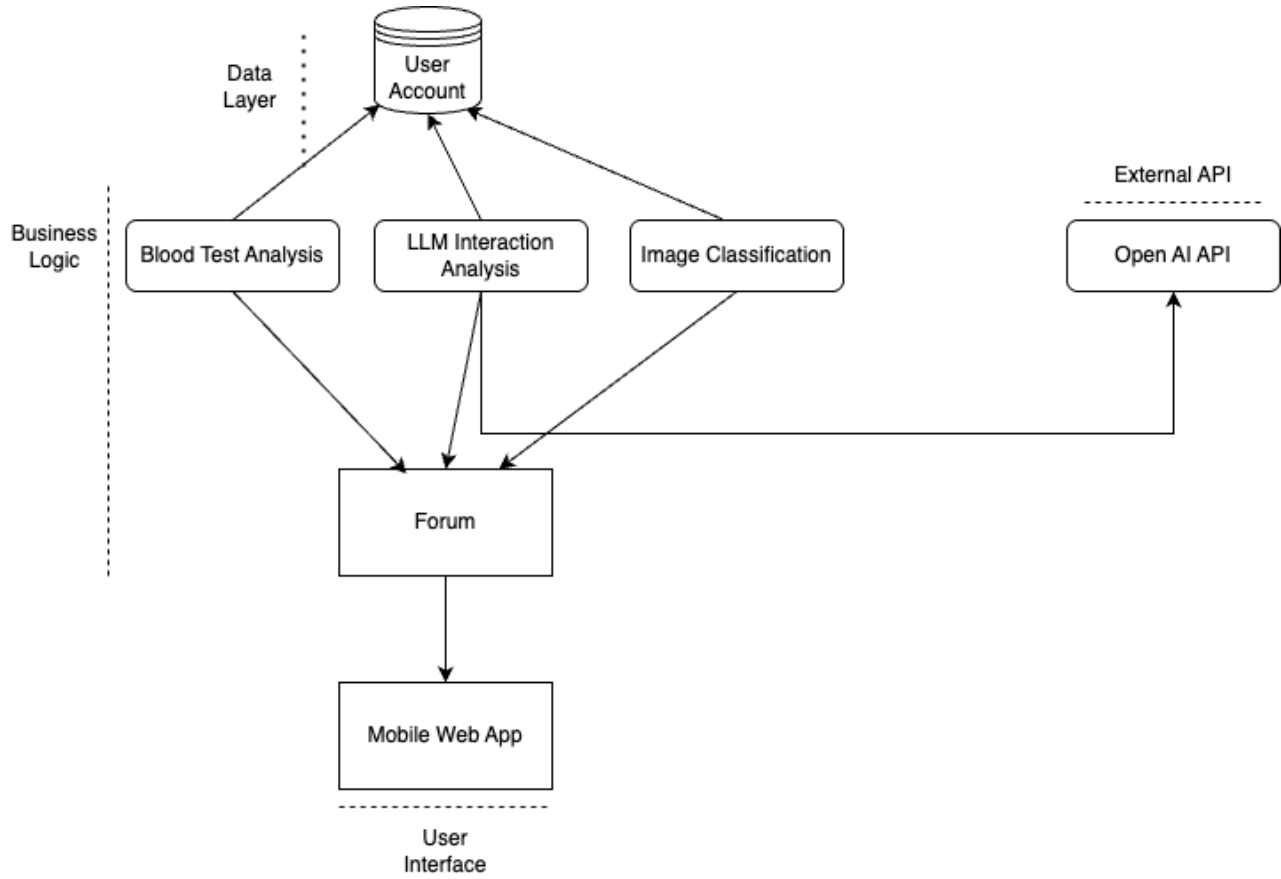 User
Account
Data
Layer
External API
Business
Logic
Blood Test Analysis
LLM Interaction
Analysis
Image Classification
Open AI API
Forum
Mobile Web App
User
Interface